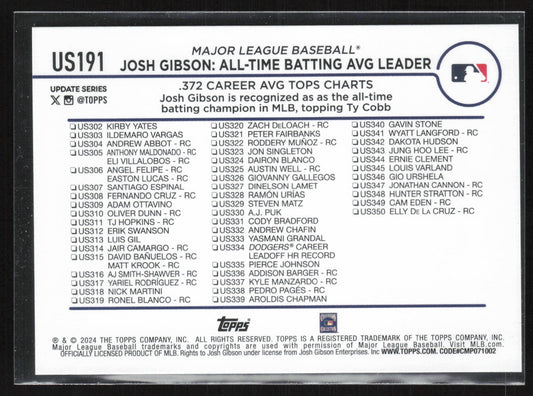 US191
MAJOR LEAGUE BASEBALL®
JOSH GIBSON: ALL-TIME BATTING AVG LEADER
UPDATE SERIES
@TOPPS
.372 CAREER AVG TOPS CHARTS
Josh Gibson is recognized as as the all-time
batting champion in MLB, topping Ty Cobb
US302 KIRBY YATES
US303 ILDEMARO VARGAS
US304 ANDREW ABBOT - RC
US305 ANTHONY MALDONADO - RC
ELI VILLALOBOS - RC
US306 ANGEL FELIPE - RC
EASTON LUCAS - RC
US307 SANTIAGO ESPINAL
US308 FERNANDO CRUZ - RC
US309 ADAM OTTAVINO
US310 OLIVER DUNN - RC
US311 TJ HOPKINS - RC
US312 ERIK SWANSON
US313 LUIS GIL
US314 JAIR CAMARGO - RC
US315 DAVID BAÑUELOS - RC
MATT KROOK - RC
US316 AJ SMITH-SHAWVER - RC
US317 YARIEL RODRÍGUEZ - RC
US318 NICK MARTINI
US319 RONEL BLANCO - RC
US320 ZACH DELOACH - RC
US321 PETER FAIRBANKS
US322 RODDERY MUÑOZ - RC
US323 JON SINGLETON
US324 DAIRON BLANCO
US325 AUSTIN WELL - RC
US326 GIOVANNY GALLEGOS
US327 DINELSON LAMET
US328 RAMÓN URÍAS
US329 STEVEN MATZ
US330 A.J. PUK
US331 CODY BRADFORD
US332 ANDREW CHAFIN
US333 YASMANI GRANDAL
US334 DODGERS® CAREER
LEADOFF HR RECORD
US335 PIERCE JOHNSON
US336 ADDISON BARGER - RC
US337 KYLE MANZARDO - RC
US338 PEDRO PAGÉS - RC
US339 AROLDIS CHAPMAN
US340 GAVIN STONE
US341 WYATT LANGFORD - RC
US342 DAKOTA HUDSON
US343 JUNG HOO LEE - RC
US344 ERNIE CLEMENT
US345 LOUIS VARLAND
US346 GIO URSHELA
US347 JONATHAN CANNON - RC
US348 HUNTER STRATTON - RC
US349 CAM EDEN - RC
US350 ELLY DE LA CRUZ - RC
Topps
℗ & © 2024 THE TOPPS COMPANY, INC. ALL RIGHTS RESERVED. TOPPS IS A REGISTERED TRADEMARK OF THE TOPPS COMPANY, INC.
Major League Baseball trademarks and copyrights are used with permission of Major League Baseball. Visit MLB.com.
OFFICIALLY LICENSED PRODUCT OF MLB. Rights to Josh Gibson under license from Josh Gibson Enterprises. Inc WWW.TOPPS.COM. CODE#CMP071002